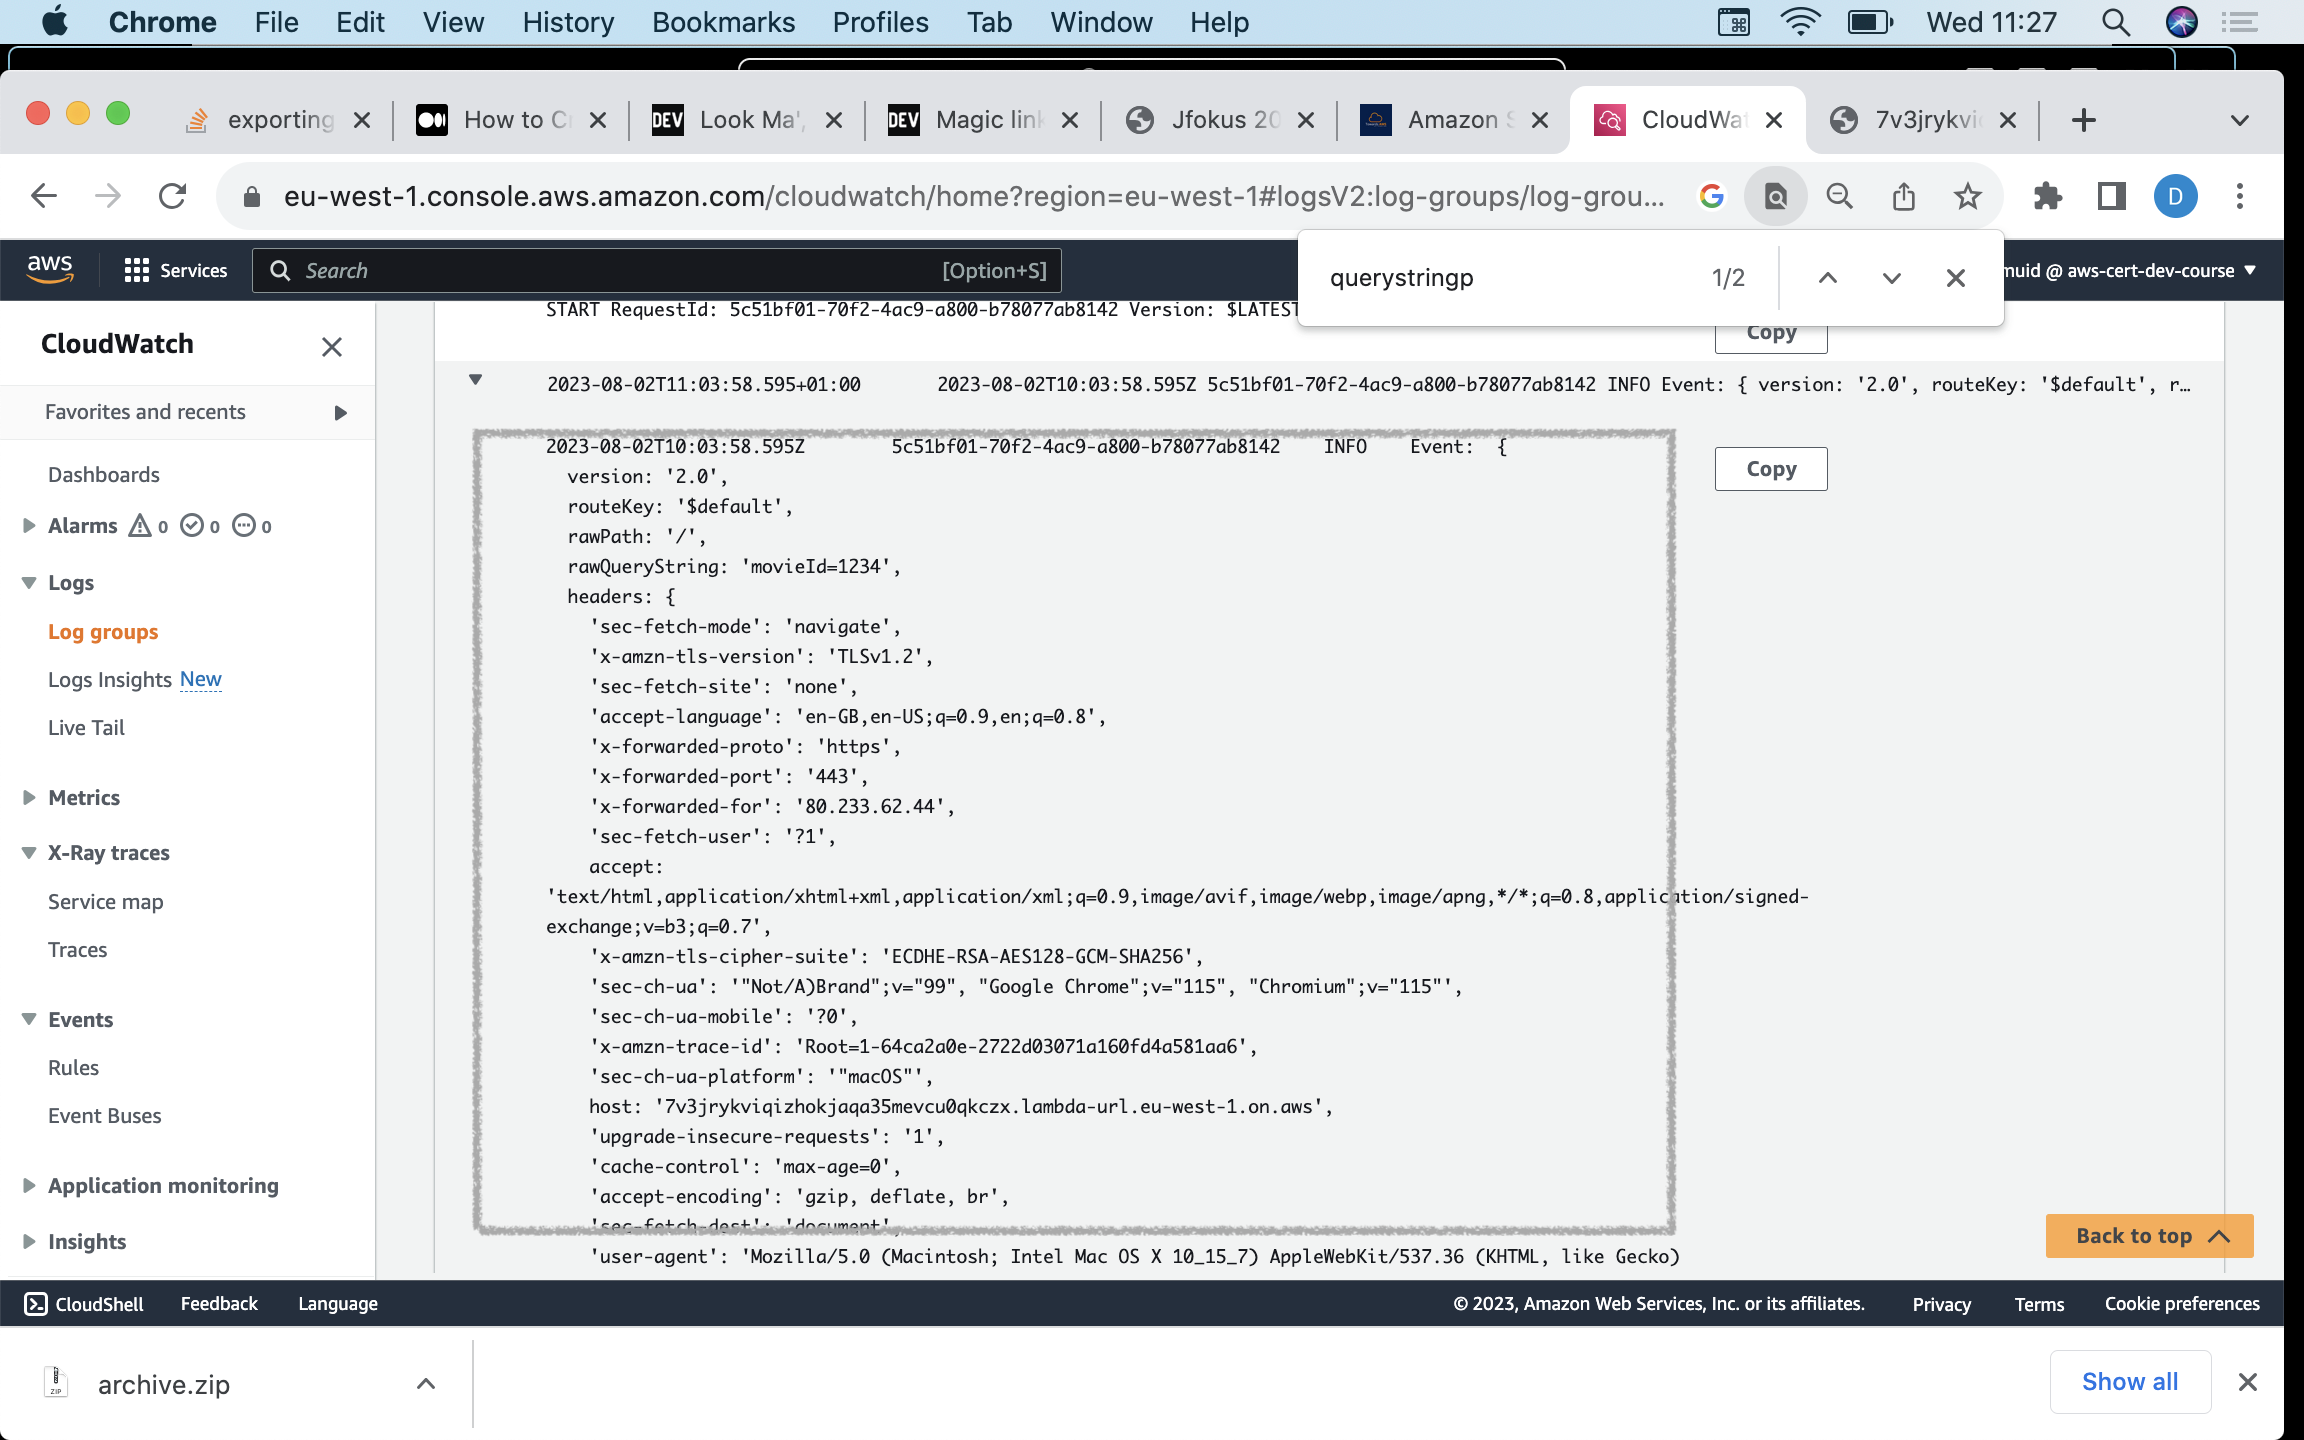 Chrome File Edit View History Bookmarks Profiles Tab Window Help Wed 11:27
exporting How to C DEV Look Ma', DEV Magic link Jfokus 20 Amazon S CloudWat 7v3jrykvi
eu-west-1.console.aws.amazon.com/cloudwatch/home?region=eu-west-1#logsV2:log-groups/log-grou... D
querystringp 1/2
aws Services Search [Option+S] muid @ aws-cert-dev-course
START RequestId: 5c51bf01-70f2-4ac9-a800-b78077ab8142 Version: $LATEST
Copy
CloudWatch
Favorites and recents
Dashboards
Alarms 0 0 0
Logs
Log groups
Logs Insights New
Live Tail
Metrics
X-Ray traces
Service map
Traces
Events
Rules
Event Buses
Application monitoring
Insights
2023-08-02T11:03:58.595+01:00 2023-08-02T10:03:58.595Z 5c51bf01-70f2-4ac9-a800-b78077ab8142 INFO Event: { version: '2.0', routeKey: '$default', r…
2023-08-02T10:03:58.595Z 5c51bf01-70f2-4ac9-a800-b78077ab8142 INFO Event: {
Copy
version: '2.0',
routeKey: '$default',
rawPath: '/',
rawQueryString: 'movieId=1234',
headers: {
'sec-fetch-mode': 'navigate',
'x-amzn-tls-version': 'TLSv1.2',
'sec-fetch-site': 'none',
'accept-language': 'en-GB,en-US;q=0.9,en;q=0.8',
'x-forwarded-proto': 'https',
'x-forwarded-port': '443',
'x-forwarded-for': '80.233.62.44',
'sec-fetch-user': '?1',
accept:
'text/html,application/xhtml+xml,application/xml;q=0.9,image/avif,image/webp,image/apng,*/*;q=0.8,application/signed-
exchange;v=b3;q=0.7',
'x-amzn-tls-cipher-suite': 'ECDHE-RSA-AES128-GCM-SHA256',
'sec-ch-ua': '"Not/A)Brand";v="99", "Google Chrome";v="115", "Chromium";v="115"',
'sec-ch-ua-mobile': '?0',
'x-amzn-trace-id': 'Root=1-64ca2a0e-2722d03071a160fd4a581aa6',
'sec-ch-ua-platform': '"macOS"',
host: '7v3jrykviqizhokjaqa35mevcu0qkczx.lambda-url.eu-west-1.on.aws',
'upgrade-insecure-requests': '1',
'cache-control': 'max-age=0',
'accept-encoding': 'gzip, deflate, br',
'sec-fetch-dest': 'document',
'user-agent': 'Mozilla/5.0 (Macintosh; Intel Mac OS X 10_15_7) AppleWebKit/537.36 (KHTML, like Gecko)
Back to top
CloudShell Feedback Language © 2023, Amazon Web Services, Inc. or its affiliates. Privacy Terms Cookie preferences
ZIP archive.zip Show all